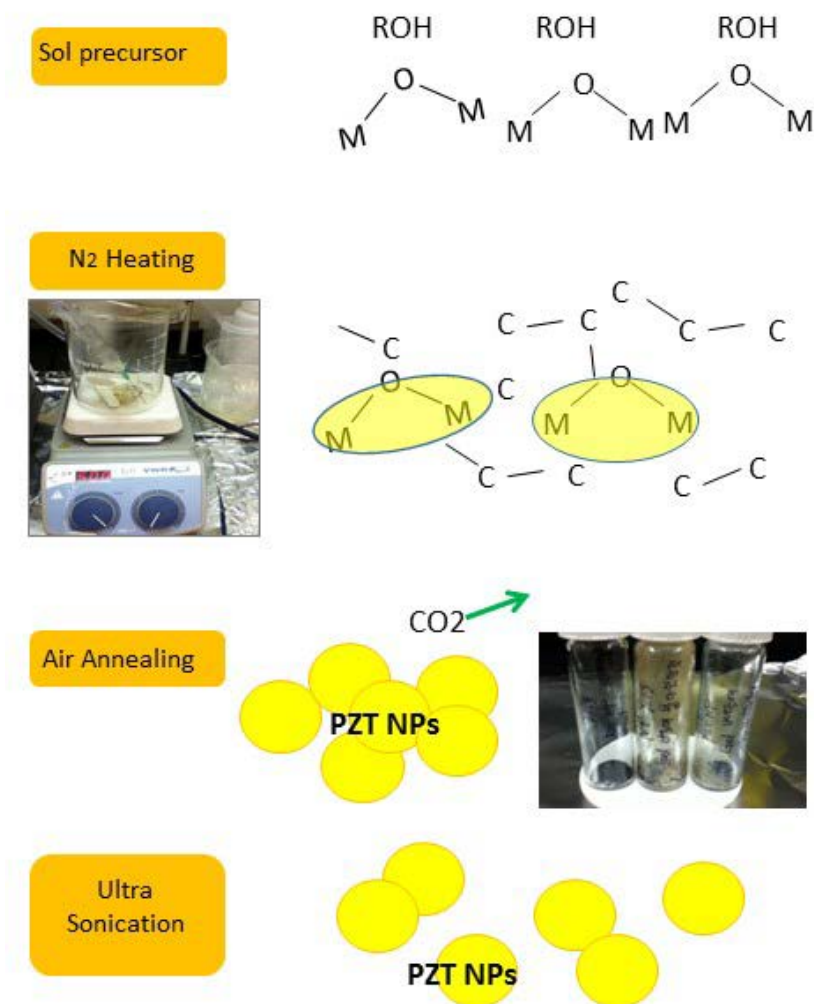 Sol precursor
ROH ROH ROH
O O O
M M M M M M
N2 Heating
C
C C C C
C
O C O
M M M M
C C C C
CO2
Air Annealing
PZT NPs
Ultra
Sonication
PZT NPs